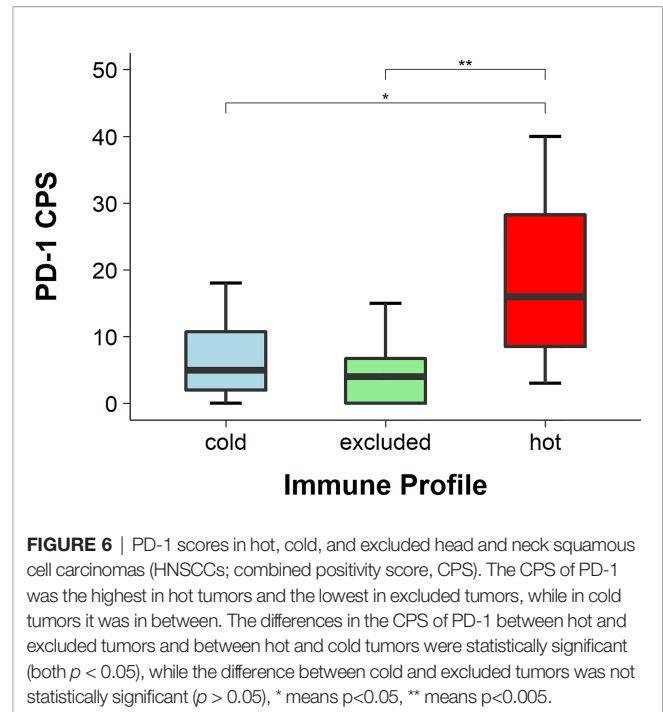 **
*
50
40
30
20
10
0
PD-1 CPS
cold excluded hot
Immune Profile
FIGURE 6 | PD-1 scores in hot, cold, and excluded head and neck squamous
cell carcinomas (HNSCCs; combined positivity score, CPS). The CPS of PD-1
was the highest in hot tumors and the lowest in excluded tumors, while in cold
tumors it was in between. The differences in the CPS of PD-1 between hot and
excluded tumors and between hot and cold tumors were statistically significant
(both p < 0.05), while the difference between cold and excluded tumors was not
statistically significant (p > 0.05), * means p<0.05, ** means p<0.005.